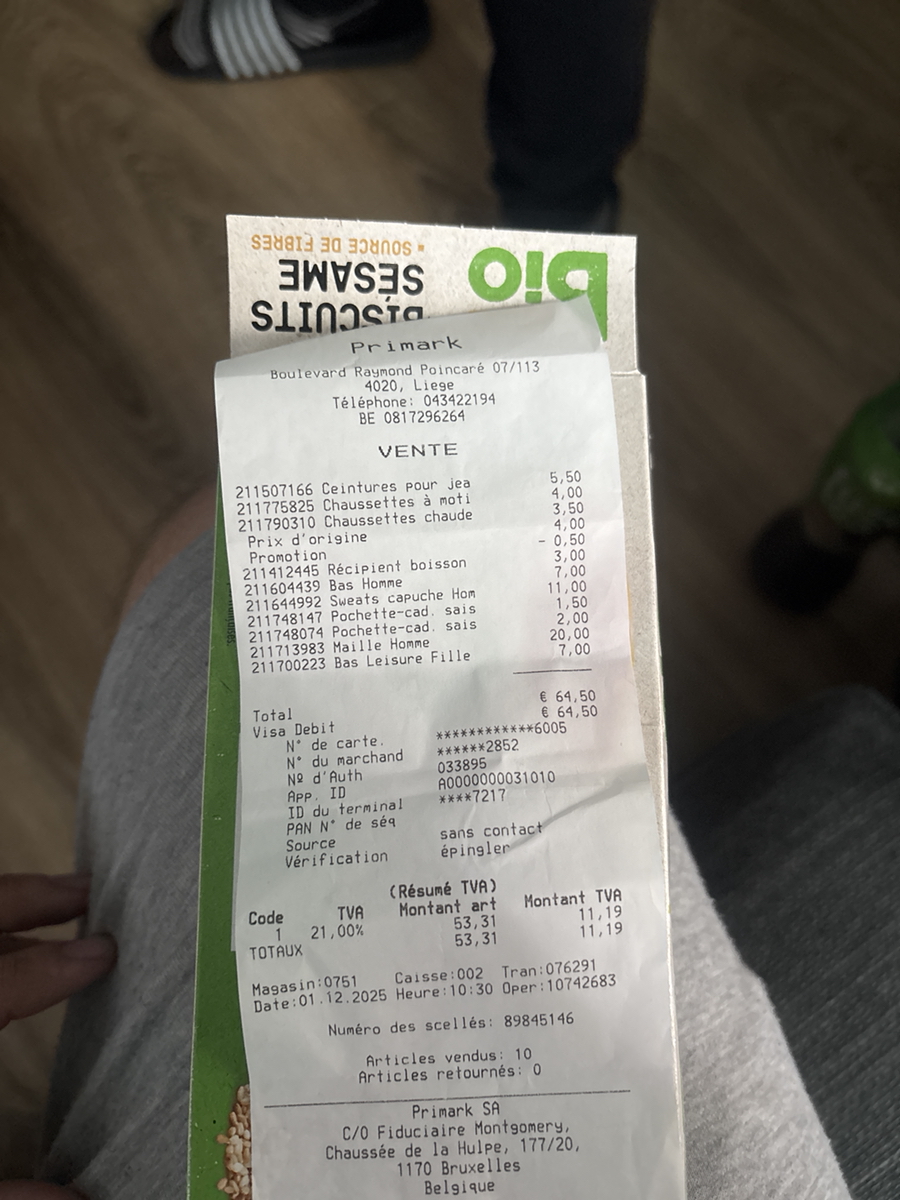 ▪ SOURCE DE FIBRES
SÉSAME
BISCUITS
bio
Primark
Boulevard Raymond Poincaré 07/113
4020, Liege
Téléphone: 043422194
BE 0817296264
VENTE
211507166 Ceintures pour jea 5,50
211775825 Chaussettes à moti 4,00
211790310 Chaussettes chaude 3,50
Prix d'origine 4,00
Promotion - 0,50
211412445 Récipient boisson 3,00
211604439 Bas Homme 7,00
211644992 Sweats capuche Hom 11,00
211748147 Pochette-cad. sais 1,50
211748074 Pochette-cad. sais 2,00
211713983 Maille Homme 20,00
211700223 Bas Leisure Fille 7,00
Total € 64,50
Visa Debit € 64,50
N° de carte. ************6005
N° du marchand ******2852
Nº d'Auth 033895
App. ID A0000000031010
ID du terminal ****7217
PAN N° de séq
Source sans contact
Vérification épingler
(Résumé TVA)
Code TVA Montant art Montant TVA
1 21,00% 53,31 11,19
TOTAUX 53,31 11,19
Magasin:0751 Caisse:002 Tran:076291
Date:01.12.2025 Heure:10:30 Oper:10742683
Numéro des scellés: 89845146
Articles vendus: 10
Articles retournés: 0
Primark SA
C/O Fiduciaire Montgomery,
Chaussée de la Hulpe, 177/20,
1170 Bruxelles
Belgique